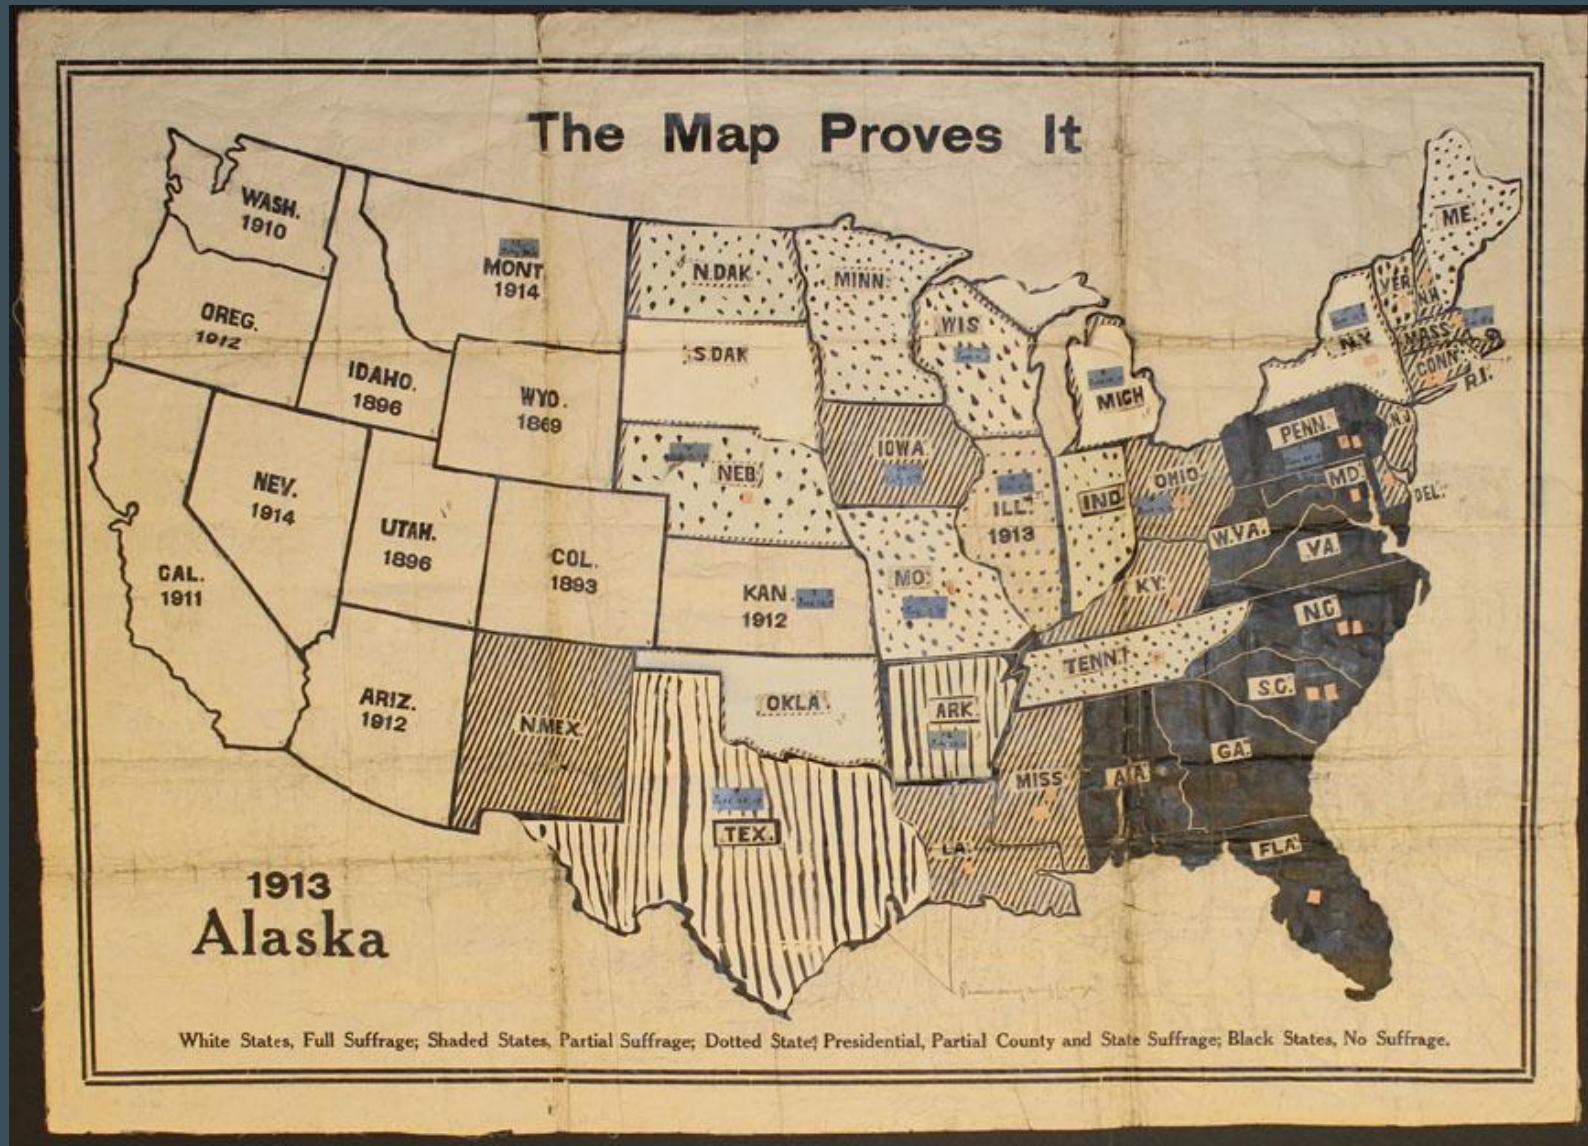 The Map Proves It
WASH.
1910
OREG.
1912
CAL.
1911
IDAHO.
1896
NEV.
1914
UTAH.
1896
ARIZ.
1912
MONT.
1914
WYO.
1869
COL.
1893
N.MEX.
N.DAK
S.DAK
NEB.
KAN.
1912
OKLA
TEX.
MINN.
IOWA
MO.
ARK.
LA.
WIS
ILL.
1913
MICH
IND.
OHIO.
KY.
TENN.
MISS
ALA
GA.
FLA.
S.C.
N.C
VA.
W.VA.
MD.
DEL.
PENN.
N.J.
N.Y.
CONN.
R.I.
MASS
VER.
N.H.
ME.
1913
Alaska
White States, Full Suffrage; Shaded States, Partial Suffrage; Dotted States, Presidential, Partial County and State Suffrage; Black States, No Suffrage.